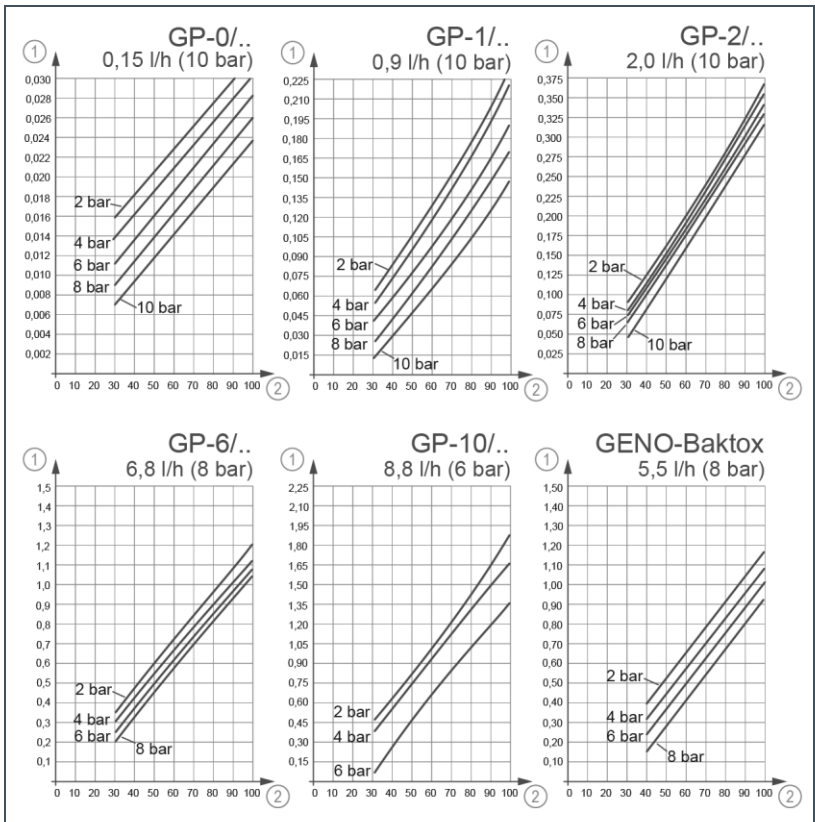 GP-0/..
① 0,15 l/h (10 bar)
0,030
0,028
0,026
0,024
0,022
0,020
0,018
0,016
0,014
0,012
0,010
0,008
0,006
0,004
0,002
2 bar
4 bar
6 bar
8 bar
10 bar
0 10 20 30 40 50 60 70 80 90 100 ②
GP-1/..
① 0,9 l/h (10 bar)
0,225
0,210
0,195
0,180
0,165
0,150
0,135
0,120
0,105
0,090
0,075
0,060
0,045
0,030
0,015
2 bar
4 bar
6 bar
8 bar
10 bar
0 10 20 30 40 50 60 70 80 90 100 ②
GP-2/..
① 2,0 l/h (10 bar)
0,375
0,350
0,325
0,300
0,275
0,250
0,225
0,200
0,175
0,150
0,125
0,100
0,075
0,050
0,025
2 bar
4 bar
6 bar
8 bar
10 bar
0 10 20 30 40 50 60 70 80 90 100 ②
GP-6/..
① 6,8 l/h (8 bar)
1,5
1,4
1,3
1,2
1,1
1,0
0,9
0,8
0,7
0,6
0,5
0,4
0,3
0,2
0,1
2 bar
4 bar
6 bar
8 bar
0 10 20 30 40 50 60 70 80 90 100 ②
GP-10/..
① 8,8 l/h (6 bar)
2,25
2,10
1,95
1,80
1,65
1,50
1,35
1,20
1,05
0,90
0,75
0,60
0,45
0,30
0,15
2 bar
4 bar
6 bar
0 10 20 30 40 50 60 70 80 90 100 ②
GENO-Baktox
① 5,5 l/h (8 bar)
1,50
1,40
1,30
1,20
1,10
1,00
0,90
0,80
0,70
0,60
0,50
0,40
0,30
0,20
0,10
2 bar
4 bar
6 bar
8 bar
0 10 20 30 40 50 60 70 80 90 100 ②